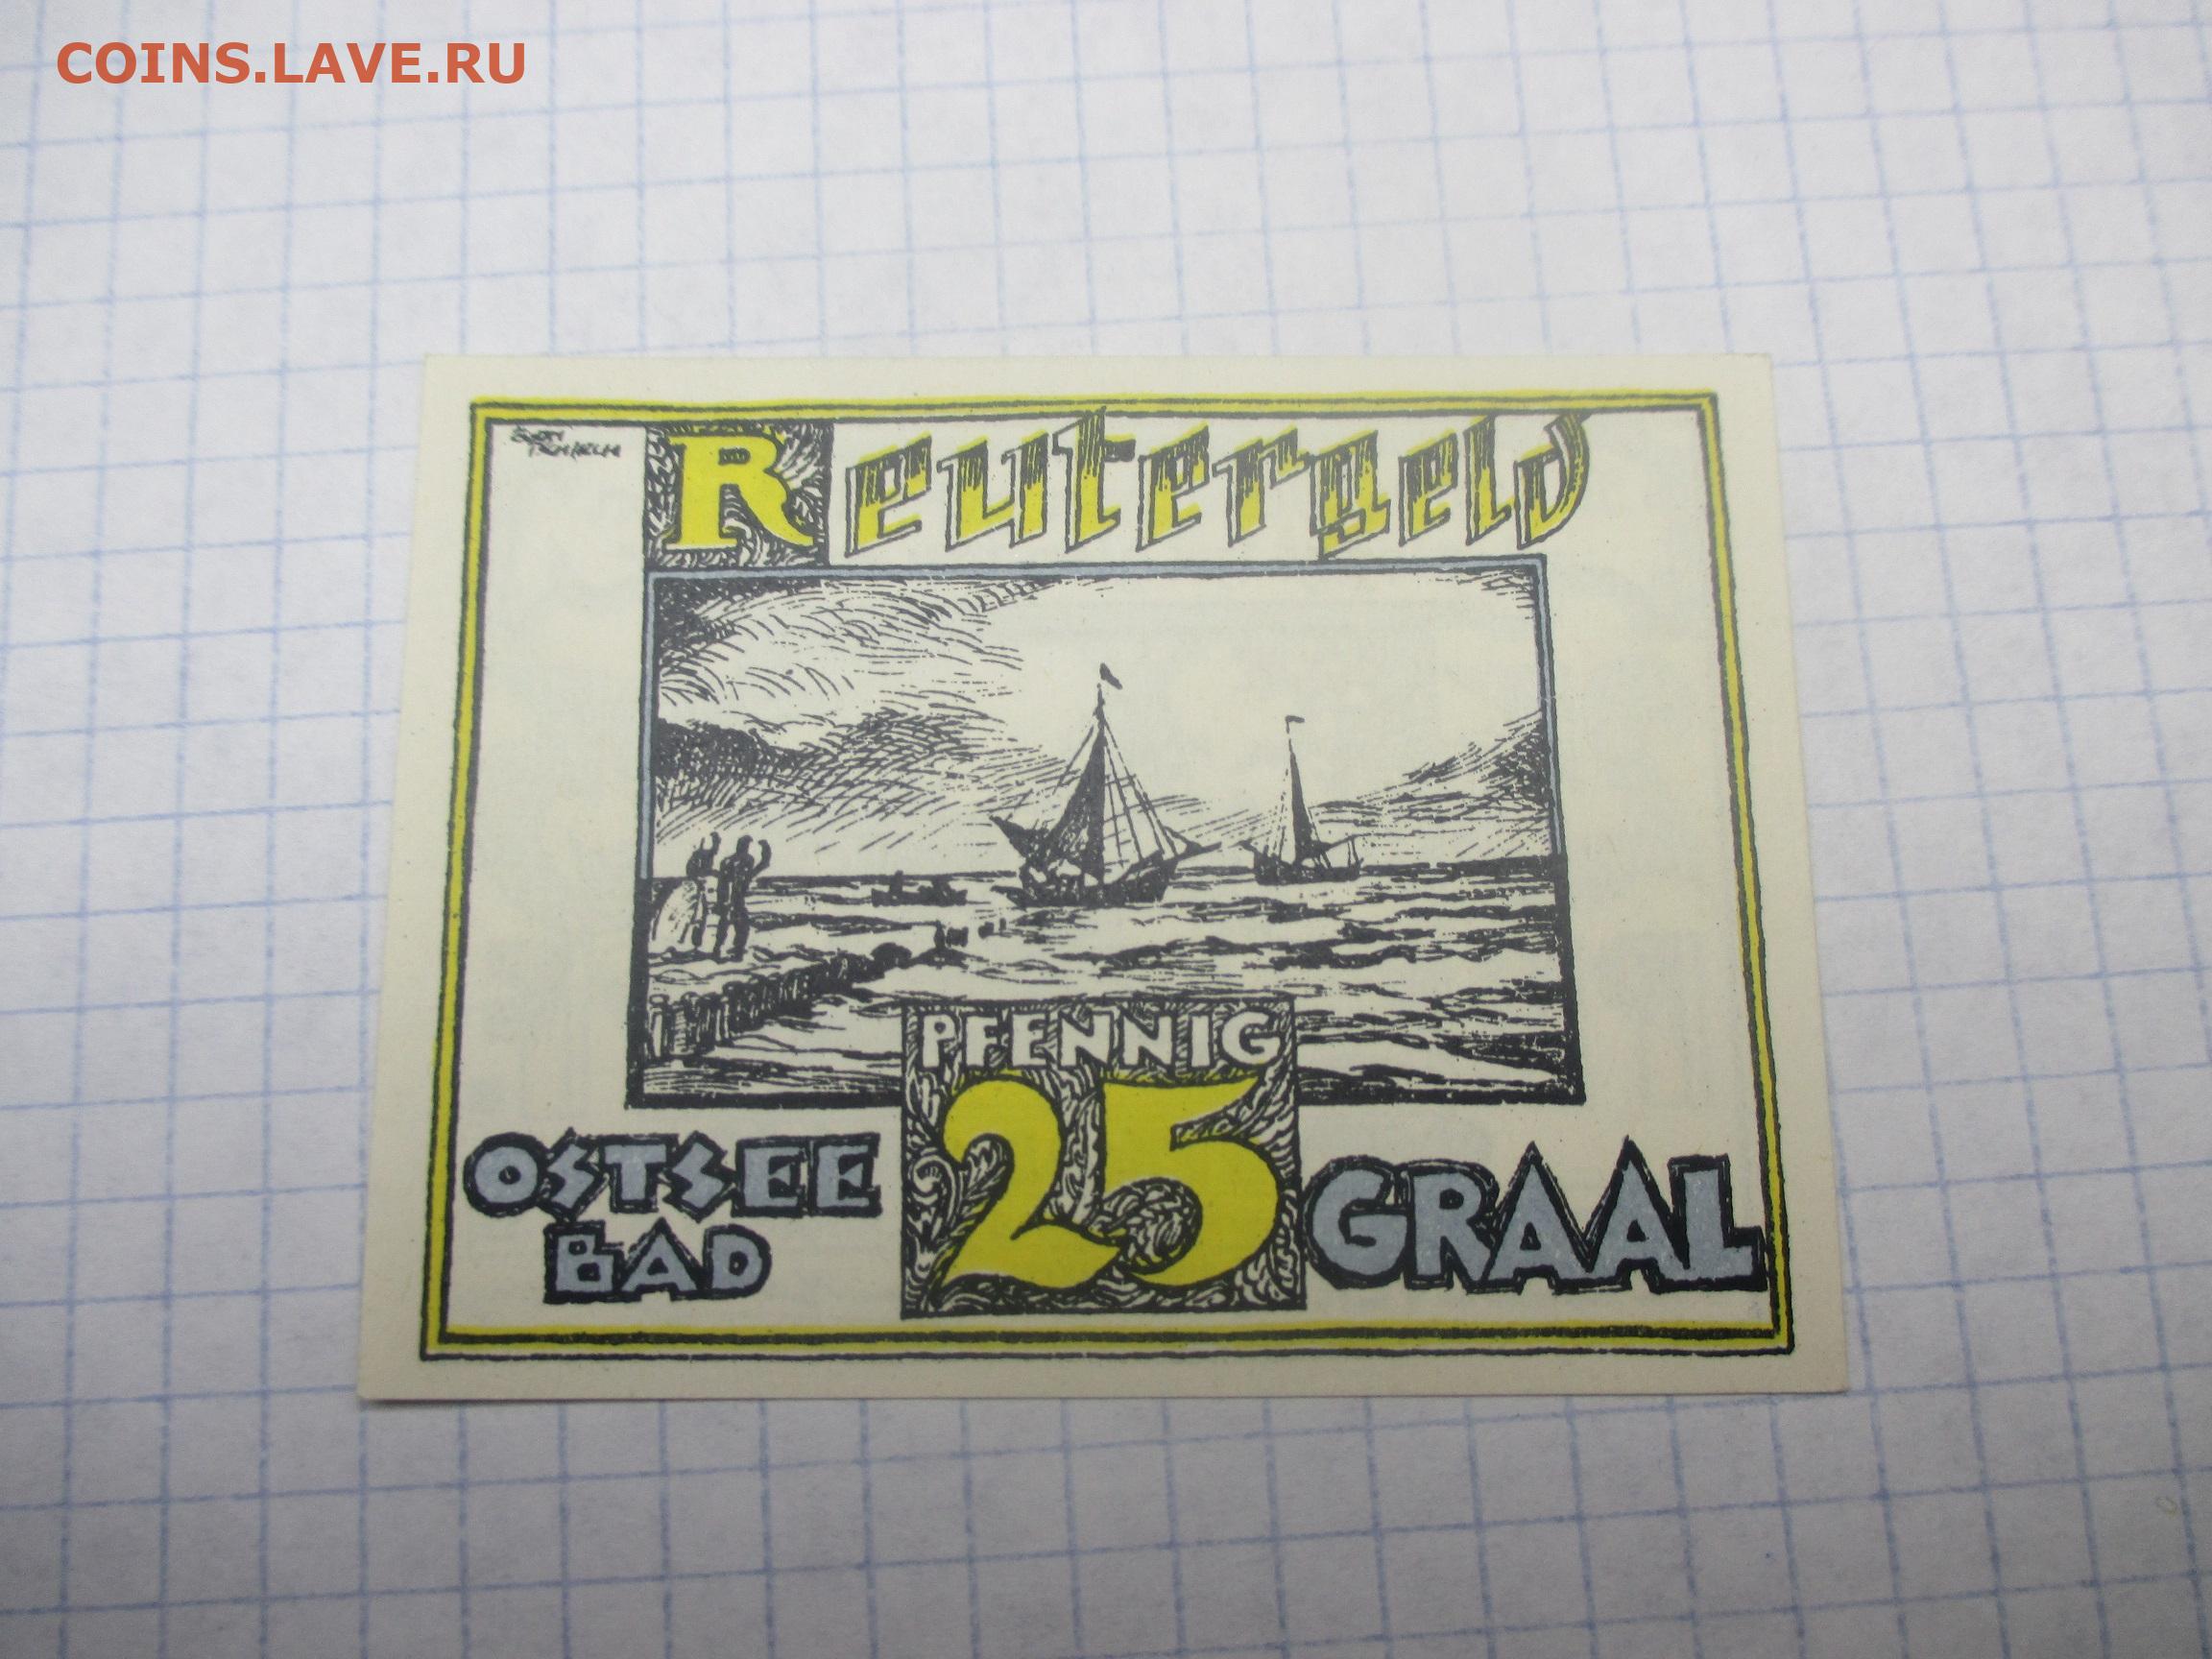 COINS.LAVE.RU
Reutergeld
PFENNIG
25
OSTSEE
BAD
GRAAL